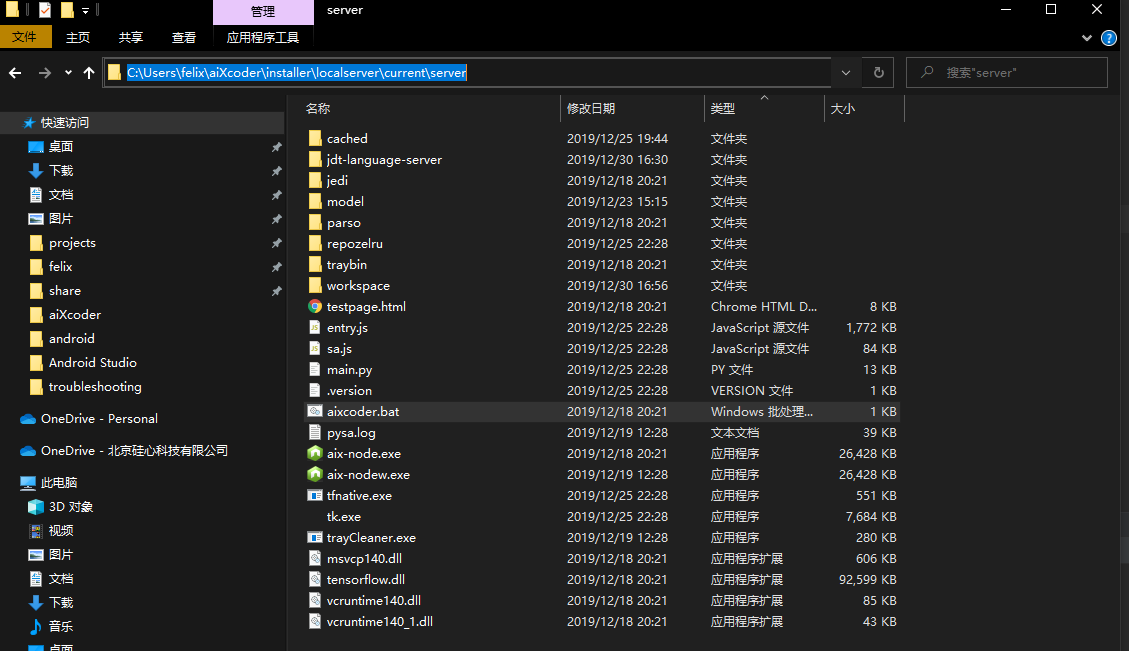 管理
server
文件
主页
共享
查看
应用程序工具
?
C:\Users\felix\aiXcoder\installer\localserver\current\server
搜索"server"
快速访问
桌面
下载
文档
图片
projects
felix
share
aiXcoder
android
Android Studio
troubleshooting
OneDrive - Personal
OneDrive - 北京硅心科技有限公司
此电脑
3D 对象
视频
图片
文档
下载
音乐
桌面
名称 修改日期 类型 大小
cached 2019/12/25 19:44 文件夹
jdt-language-server 2019/12/30 16:30 文件夹
jedi 2019/12/18 20:21 文件夹
model 2019/12/23 15:15 文件夹
parso 2019/12/18 20:21 文件夹
repozelru 2019/12/25 22:28 文件夹
traybin 2019/12/18 20:21 文件夹
workspace 2019/12/30 16:56 文件夹
testpage.html 2019/12/18 20:21 Chrome HTML D... 8 KB
entry.js 2019/12/25 22:28 JavaScript 源文件 1,772 KB
sa.js 2019/12/25 22:28 JavaScript 源文件 84 KB
main.py 2019/12/25 22:28 PY 文件 13 KB
.version 2019/12/25 22:28 VERSION 文件 1 KB
aixcoder.bat 2019/12/18 20:21 Windows 批处理... 1 KB
pysa.log 2019/12/19 12:28 文本文档 39 KB
aix-node.exe 2019/12/18 20:21 应用程序 26,428 KB
aix-nodew.exe 2019/12/19 12:28 应用程序 26,428 KB
tfnative.exe 2019/12/25 22:28 应用程序 551 KB
tk.exe 2019/12/25 22:28 应用程序 7,684 KB
trayCleaner.exe 2019/12/19 12:28 应用程序 280 KB
msvcp140.dll 2019/12/18 20:21 应用程序扩展 606 KB
tensorflow.dll 2019/12/18 20:21 应用程序扩展 92,599 KB
vcruntime140.dll 2019/12/18 20:21 应用程序扩展 85 KB
vcruntime140_1.dll 2019/12/18 20:21 应用程序扩展 43 KB